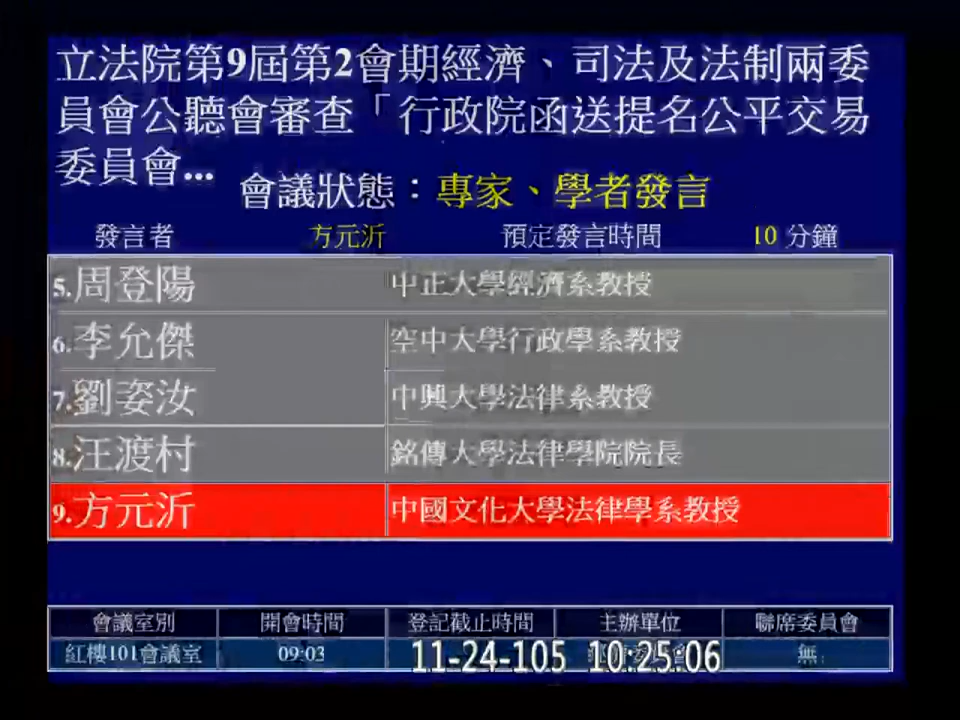 立法院第9屆第2會期經濟、司法及法制兩委
員會公聽會審查「行政院函送提名公平交易
委員會...
會議狀態：專家、學者發言
發言者 方元沂 預定發言時間 10 分鐘
5.周登陽 中正大學經濟系教授
6.李允傑 空中大學行政學系教授
7.劉姿汝 中興大學法律系教授
8.汪渡村 銘傳大學法律學院院長
9.方元沂 中國文化大學法律學系教授
會議室別 開會時間 登記截止時間 主辦單位 聯席委員會
紅樓101會議室 09:03 無
11-24-105 10:25:06